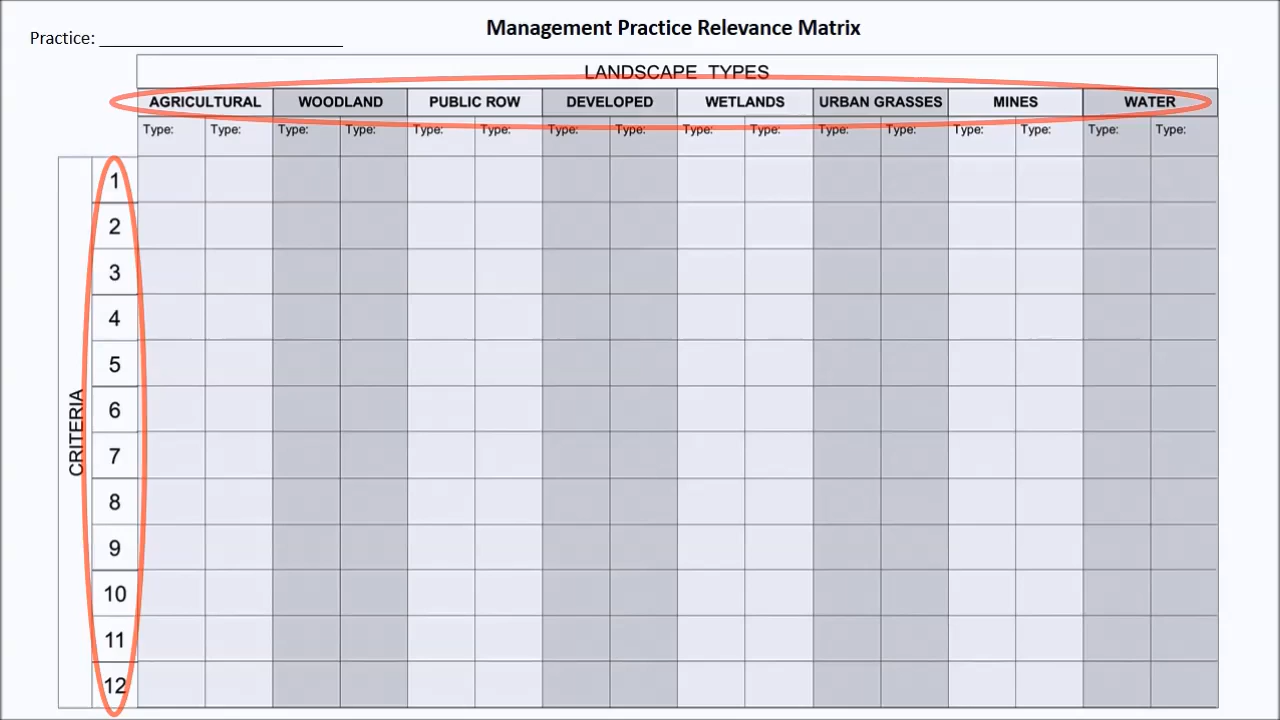 Management Practice Relevance Matrix
Practice: _________________________
LANDSCAPE TYPES
AGRICULTURAL WOODLAND PUBLIC ROW DEVELOPED WETLANDS URBAN GRASSES MINES WATER
Type: Type: Type: Type: Type: Type: Type: Type: Type: Type: Type: Type: Type: Type: Type: Type:
CRITERIA
1
2
3
4
5
6
7
8
9
10
11
12